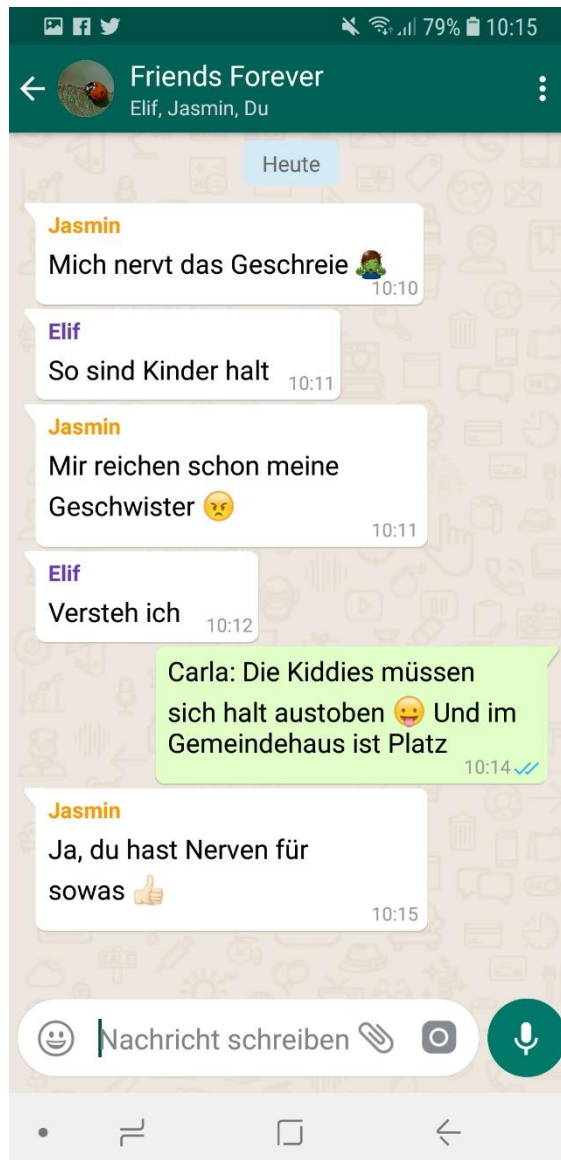 79% 10:15
Friends Forever
Elif, Jasmin, Du
Heute
Jasmin
Mich nervt das Geschreie 🧟‍♀️
10:10
Elif
So sind Kinder halt 10:11
Jasmin
Mir reichen schon meine
Geschwister 😠
10:11
Elif
Versteh ich 10:12
Carla: Die Kiddies müssen
sich halt austoben 😛 Und im
Gemeindehaus ist Platz
10:14
Jasmin
Ja, du hast Nerven für
sowas 👍🏻
10:15
Nachricht schreiben